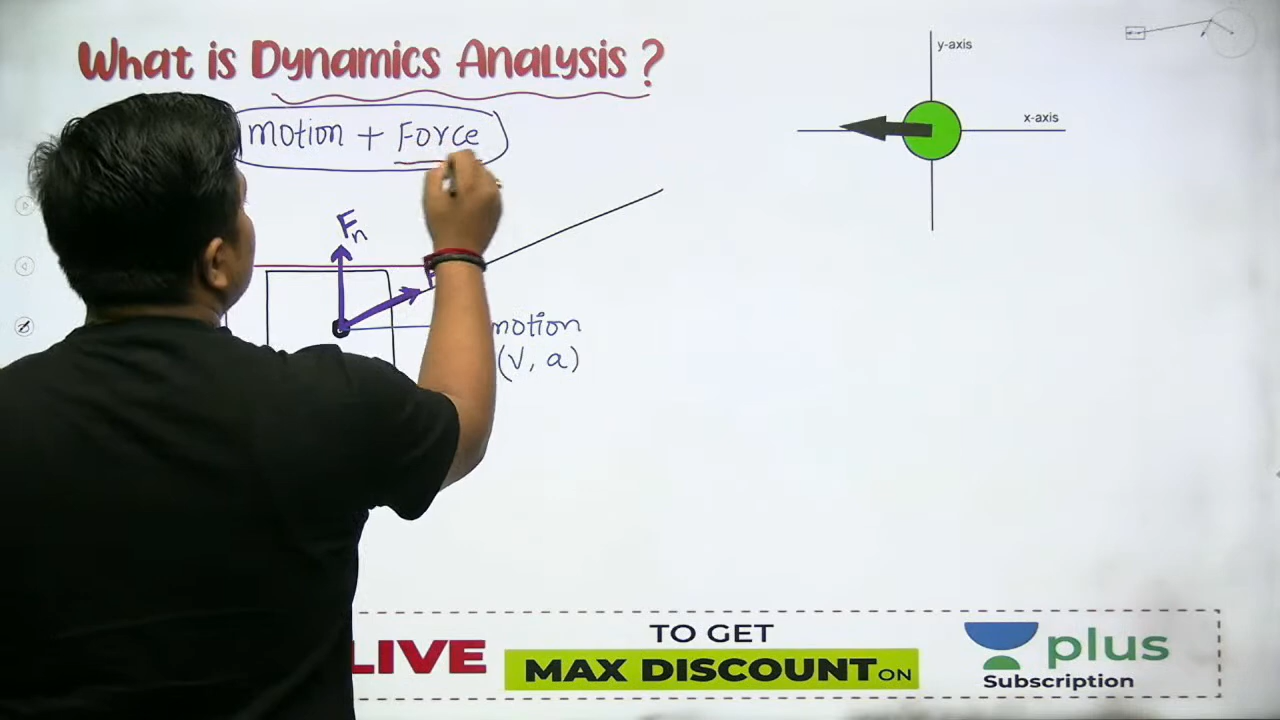 What is Dynamics Analysis ?
motion + Force
Fn
motion
(V, a)
y-axis
x-axis
LIVE
TO GET
MAX DISCOUNT ON
plus
Subscription